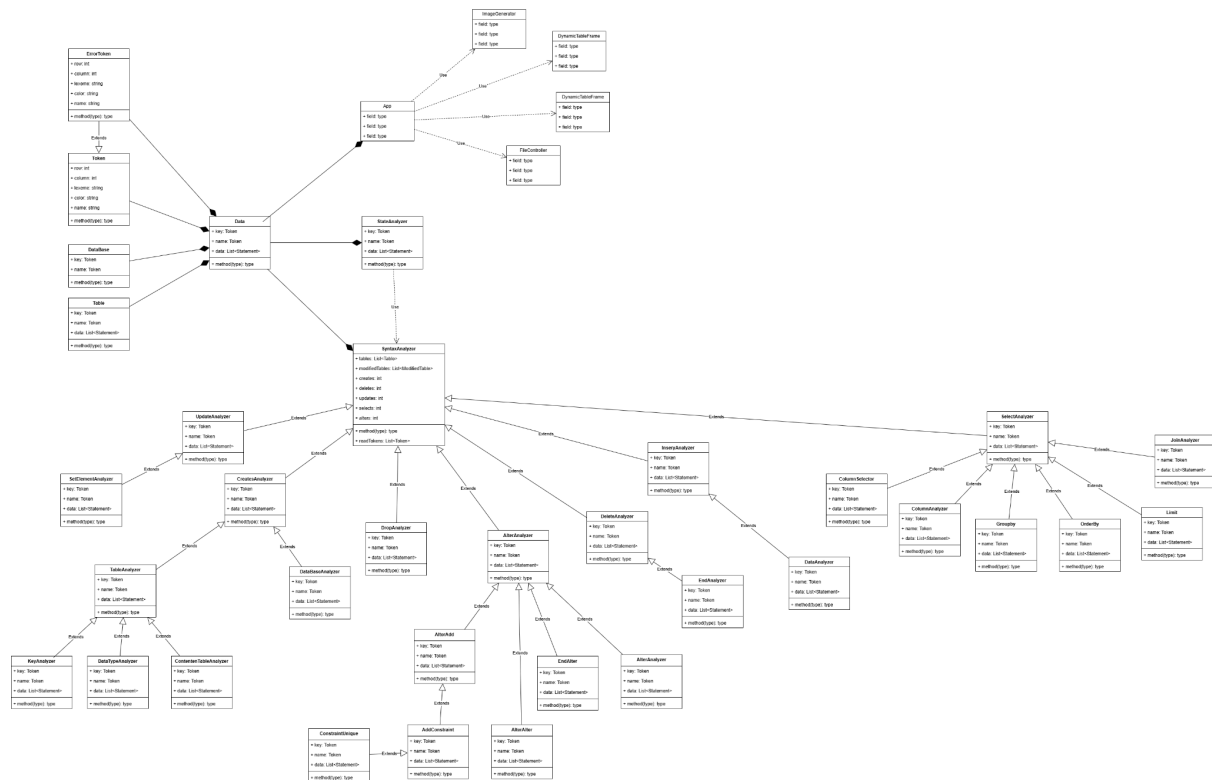 ImageGenerator
+ field: type
+ field: type
+ field: type
DynamicTableFrame
+ field: type
+ field: type
+ field: type
DynamicTableFrame
+ field: type
+ field: type
+ field: type
FileController
+ field: type
+ field: type
+ field: type
Use
Use
Use
Use
App
+ field: type
+ field: type
+ field: type
ErrorToken
+ row: int
+ column: int
+ lexeme: string
+ color: string
+ name: string
+ method(type): type
Extends
Token
+ row: int
+ column: int
+ lexeme: string
+ color: string
+ name: string
+ method(type): type
DataBase
+ key: Token
+ name: Token
+ method(type): type
Table
+ key: Token
+ name: Token
+ data: List<Statement>
+ method(type): type
Data
+ key: Token
+ name: Token
+ data: List<Statement>
+ method(type): type
StateAnalyzer
+ key: Token
+ name: Token
+ data: List<Statement>
+ method(type): type
Use
SyntaxAnalyzer
+ tables: List<Table>
+ modifiedTables: List<ModifiedTable>
+ creates: int
+ deletes: int
+ updates: int
+ selects: int
+ alters: int
+ method(type): type
+ readTokens: List<Token>
Extends
UpdateAnalyzer
+ key: Token
+ name: Token
+ data: List<Statement>
+ method(type): type
Extends
SetElementAnalyzer
+ key: Token
+ name: Token
+ data: List<Statement>
+ method(type): type
Extends
CreatesAnalyzer
+ key: Token
+ name: Token
+ data: List<Statement>
+ method(type): type
Extends
TableAnalyzer
+ key: Token
+ name: Token
+ data: List<Statement>
+ method(type): type
Extends
DataBaseAnalyzer
+ key: Token
+ name: Token
+ data: List<Statement>
+ method(type): type
Extends
Extends
Extends
KeyAnalyzer
+ key: Token
+ name: Token
+ data: List<Statement>
+ method(type): type
DataTypeAnalyzer
+ key: Token
+ name: Token
+ data: List<Statement>
+ method(type): type
ContentenTableAnalyzer
+ key: Token
+ name: Token
+ data: List<Statement>
+ method(type): type
Extends
DropAnalyzer
+ key: Token
+ name: Token
+ data: List<Statement>
+ method(type): type
Extends
AlterAnalyzer
+ key: Token
+ name: Token
+ data: List<Statement>
+ method(type): type
Extends
AlterAdd
+ key: Token
+ name: Token
+ data: List<Statement>
+ method(type): type
Extends
AddConstraint
+ key: Token
+ name: Token
+ data: List<Statement>
+ method(type): type
Extends
ConstraintUnique
+ key: Token
+ name: Token
+ data: List<Statement>
+ method(type): type
Extends
AlterAlter
+ key: Token
+ name: Token
+ data: List<Statement>
+ method(type): type
Extends
EndAlter
+ key: Token
+ name: Token
+ data: List<Statement>
+ method(type): type
Extends
AlterAnalyzer
+ key: Token
+ name: Token
+ data: List<Statement>
+ method(type): type
Extends
DeleteAnalyzer
+ key: Token
+ name: Token
+ data: List<Statement>
+ method(type): type
Extends
EndAnalyzer
+ key: Token
+ name: Token
+ data: List<Statement>
+ method(type): type
Extends
+ key: Token
+ name: Token
+ data: List<Statement>
+ method(type): type
Extends
DataAnalyzer
+ key: Token
+ name: Token
+ data: List<Statement>
+ method(type): type
Extends
SelectAnalyzer
+ key: Token
+ name: Token
+ data: List<Statement>
+ method(type): type
Extends
ColumnSelector
+ key: Token
+ name: Token
+ data: List<Statement>
+ method(type): type
Extends
ColumnAnalyzer
+ key: Token
+ name: Token
+ data: List<Statement>
+ method(type): type
Extends
Groupby
+ key: Token
+ name: Token
+ data: List<Statement>
+ method(type): type
Extends
OrderBy
+ key: Token
+ name: Token
+ data: List<Statement>
+ method(type): type
Extends
Limit
+ key: Token
+ name: Token
+ data: List<Statement>
+ method(type): type
Extends
+ key: Token
+ name: Token
+ data: List<Statement>
+ method(type): type